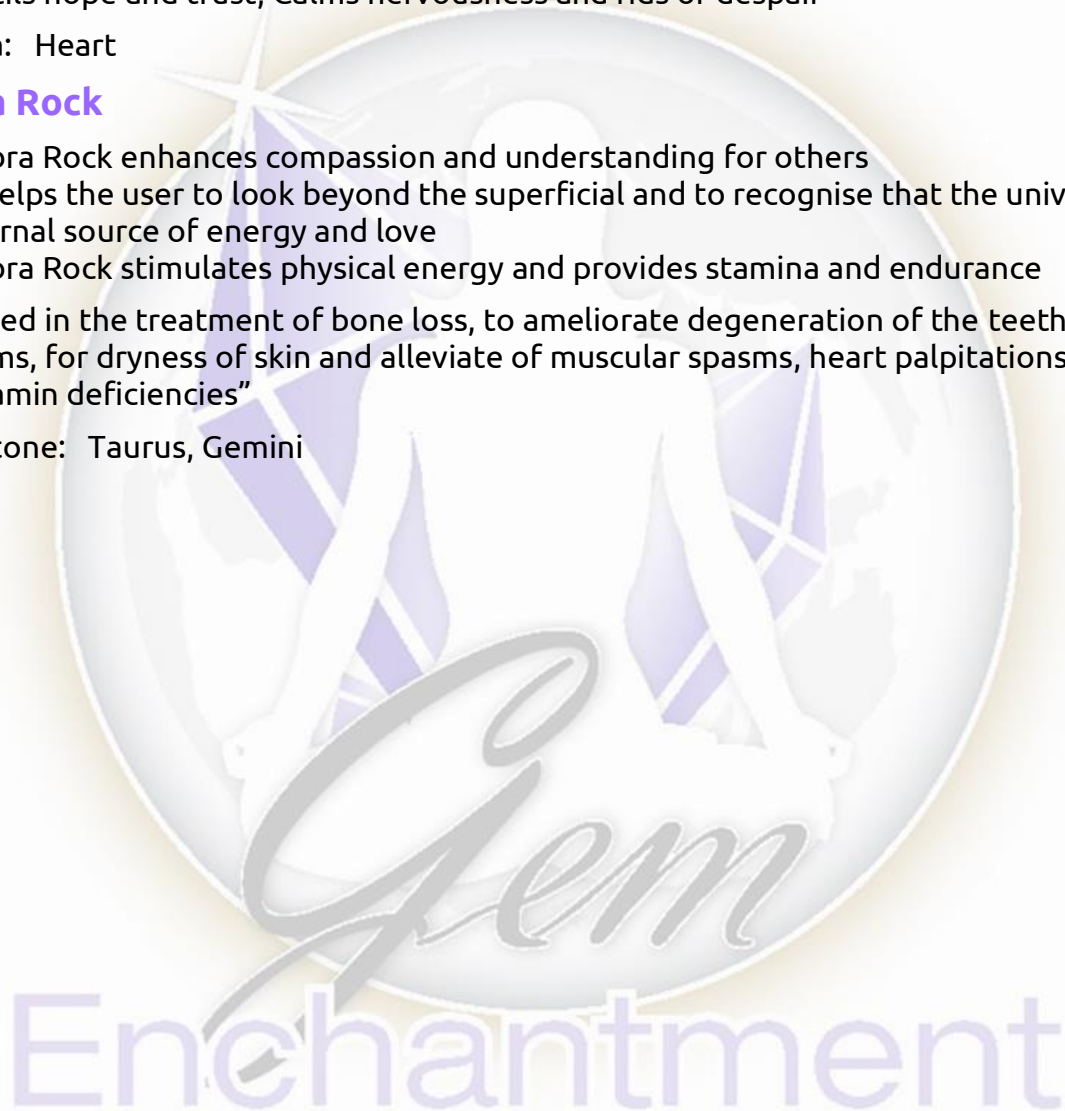 hope and trust, Calms nervousness and rids of despair
: Heart
a Rock
ora Rock enhances compassion and understanding for others
elps the user to look beyond the superficial and to recognise that the univ
rnal source of energy and love
ora Rock stimulates physical energy and provides stamina and endurance
ed in the treatment of bone loss, to ameliorate degeneration of the teeth
ms, for dryness of skin and alleviate of muscular spasms, heart palpitations
amin deficiencies”
tone: Taurus, Gemini
Gem
Enchantment